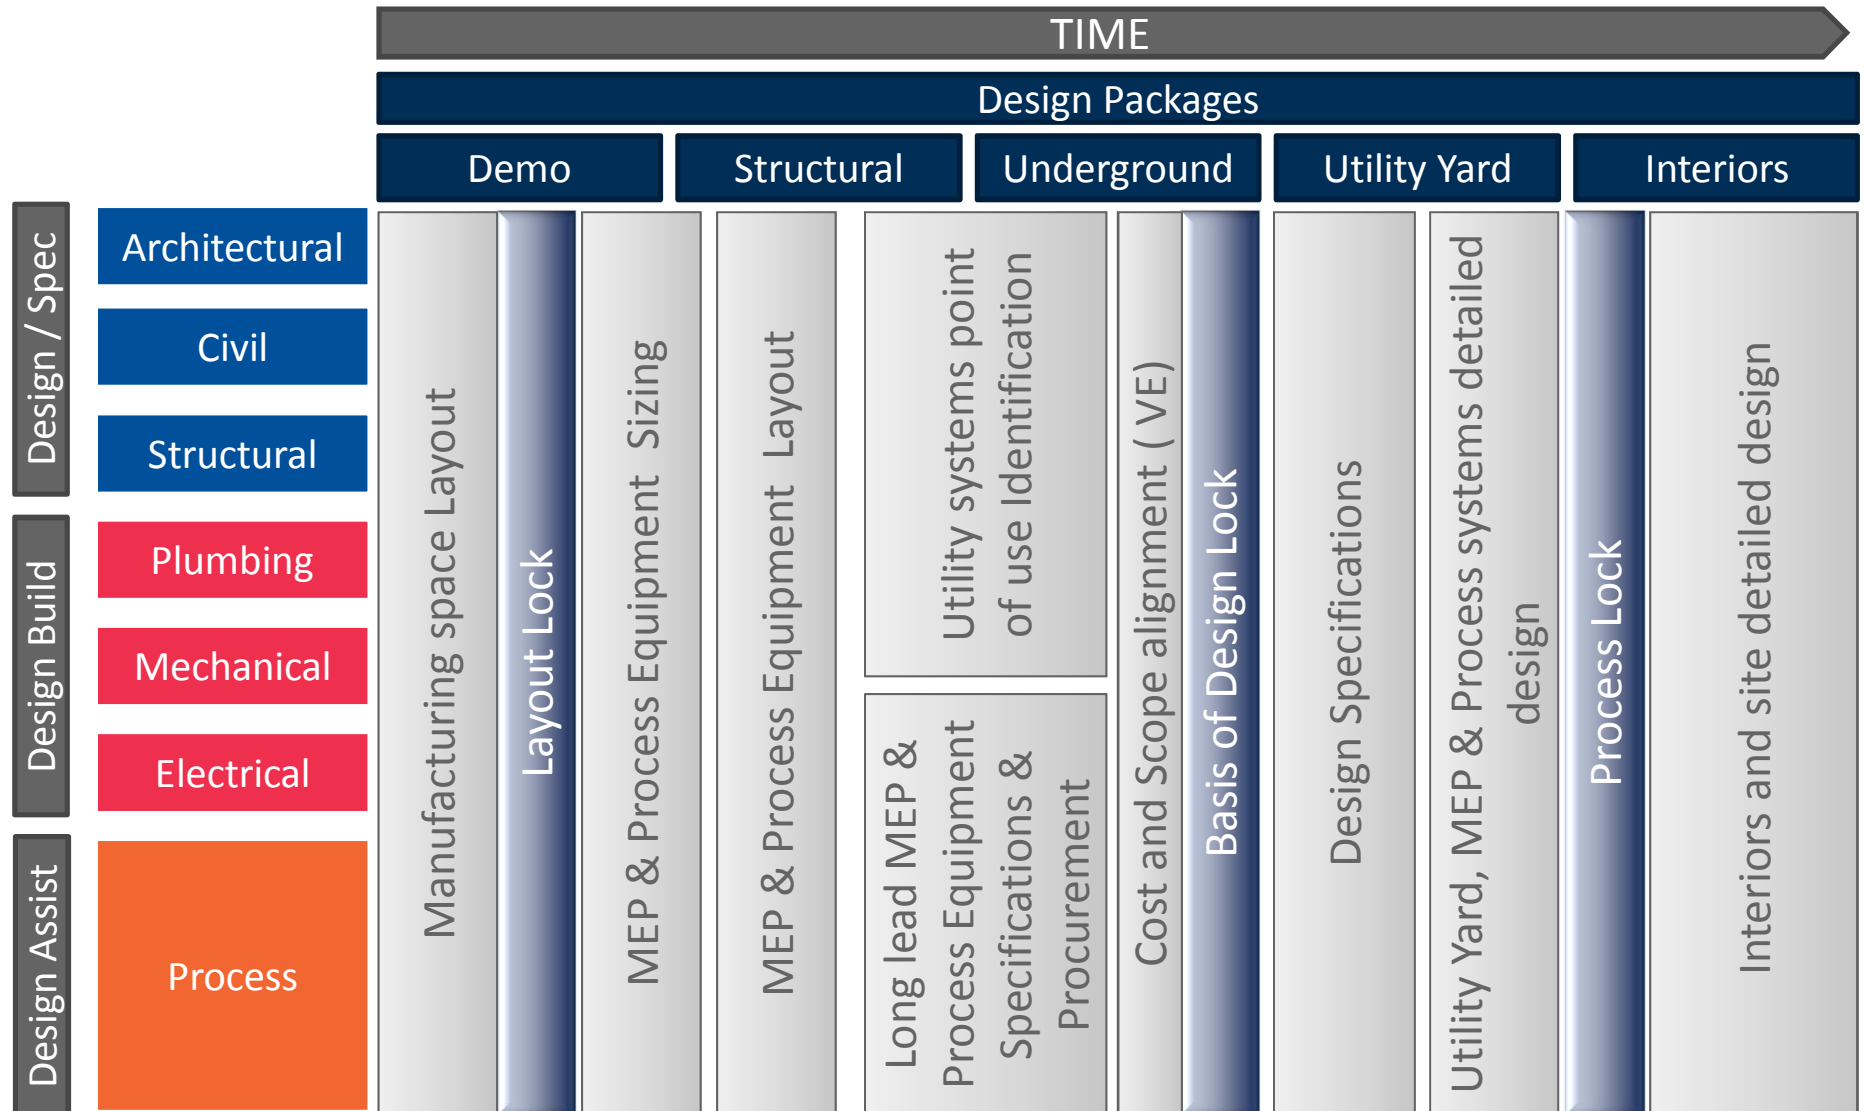 TIME
Design Packages
Demo
Structural
Underground
Utility Yard
Interiors
Design / Spec
Architectural
Civil
Structural
Design Build
Plumbing
Mechanical
Electrical
Design Assist
Process
Manufacturing space Layout
Layout Lock
MEP & Process Equipment Sizing
MEP & Process Equipment Layout
Utility systems point
of use Identification
Long lead MEP &
Process Equipment
Specifications &
Procurement
Cost and Scope alignment ( VE)
Basis of Design Lock
Design Specifications
Utility Yard, MEP & Process systems detailed
design
Process Lock
Interiors and site detailed design